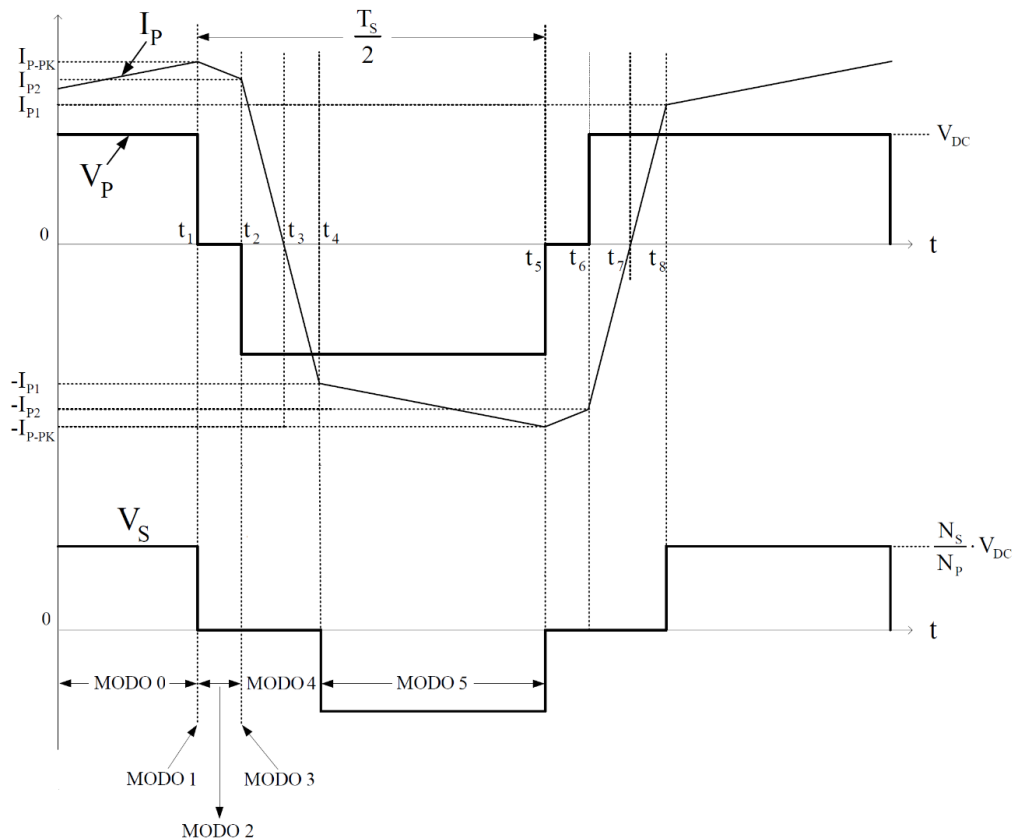 I_P
T_S
2
I_P-PK
I_P2
I_P1
V_P
V_DC
0
t_1
t_2
t_3
t_4
t_5
t_6
t_7
t_8
t
-I_P1
-I_P2
-I_P-PK
V_S
N_S
N_P
· V_DC
0
t
MODO 0
MODO 4
MODO 5
MODO 1
MODO 3
MODO 2